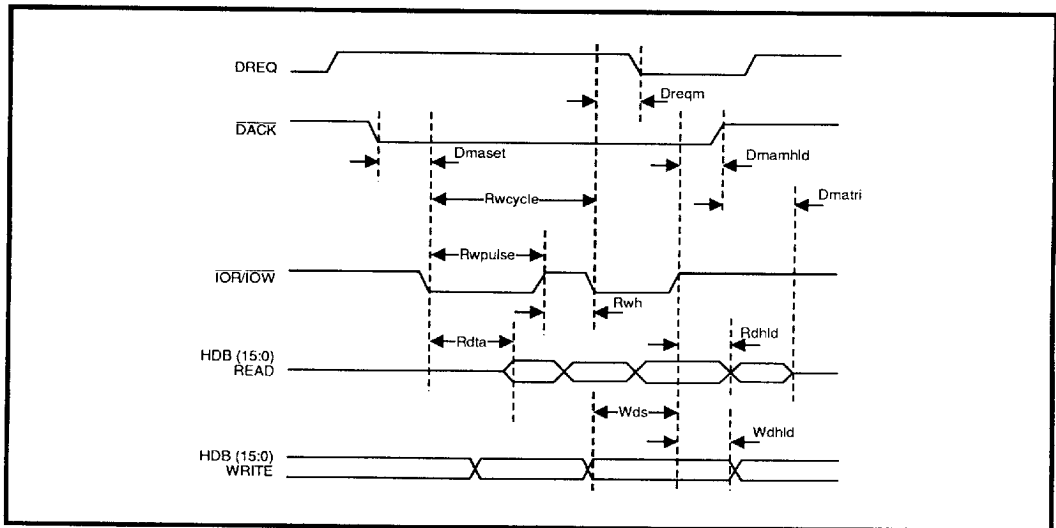 DREQ
Dreqm
DACK
Dmaset
Dmamhld
Rwcycle
Dmatri
Rwpulse
IOR/IOW
Rwh
Rdta
Rdhld
HDB (15:0)
READ
Wds
Wdhld
HDB (15:0)
WRITE